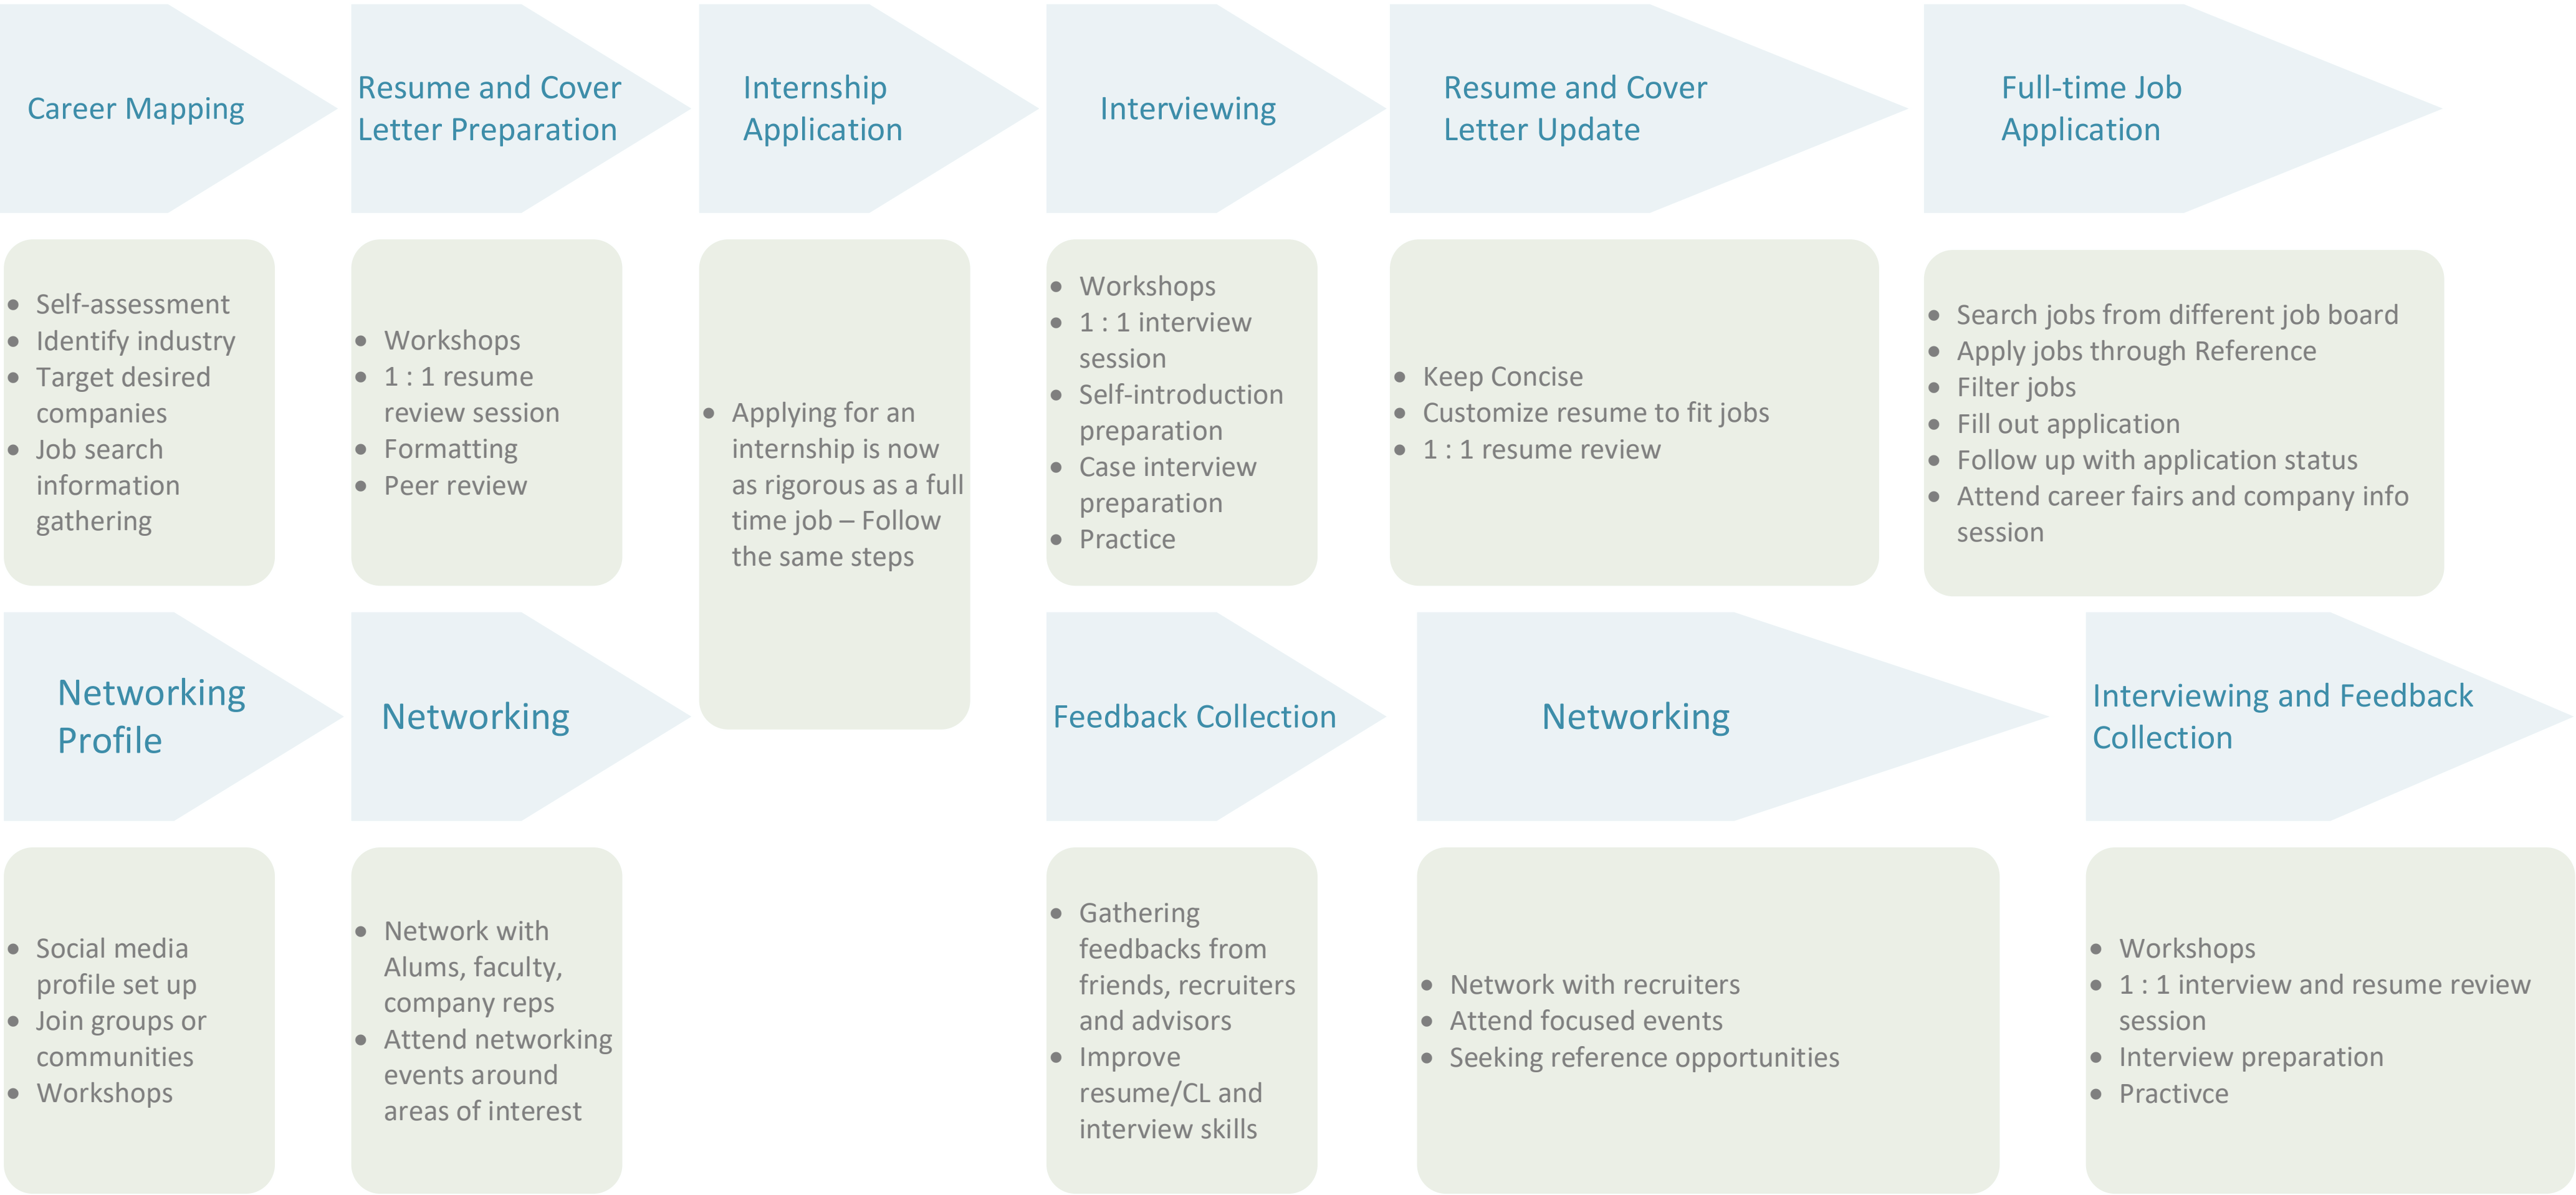 Career Mapping
Resume and Cover
Letter Preparation
Internship
Application
Interviewing
Resume and Cover
Letter Update
Full-time Job
Application
• Self-assessment
• Identify industry
• Target desired
companies
• Job search
information
gathering
• Workshops
• 1 : 1 resume
review session
• Formatting
• Peer review
• Applying for an
internship is now
as rigorous as a full
time job – Follow
the same steps
• Workshops
• 1 : 1 interview
session
• Self-introduction
preparation
• Case interview
preparation
• Practice
• Keep Concise
• Customize resume to fit jobs
• 1 : 1 resume review
• Search jobs from different job board
• Apply jobs through Reference
• Filter jobs
• Fill out application
• Follow up with application status
• Attend career fairs and company info
session
Networking
Profile
Networking
Feedback Collection
Networking
Interviewing and Feedback
Collection
• Social media
profile set up
• Join groups or
communities
• Workshops
• Network with
Alums, faculty,
company reps
• Attend networking
events around
areas of interest
• Gathering
feedbacks from
friends, recruiters
and advisors
• Improve
resume/CL and
interview skills
• Network with recruiters
• Attend focused events
• Seeking reference opportunities
• Workshops
• 1 : 1 interview and resume review
session
• Interview preparation
• Practivce